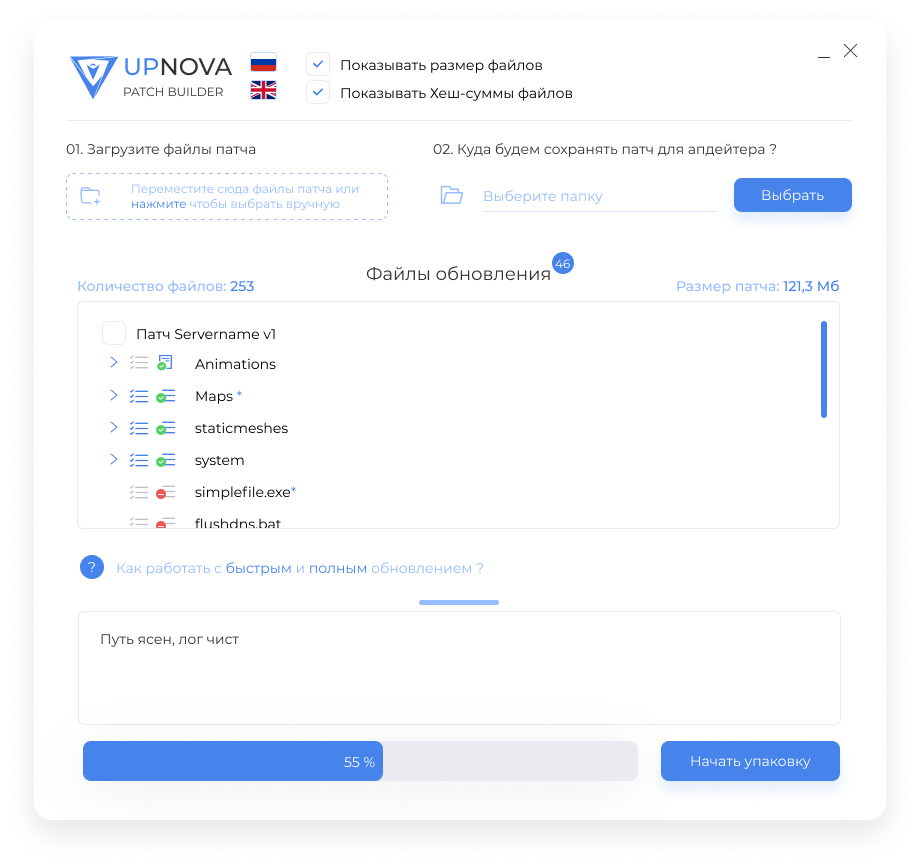 UPNOVA
PATCH BUILDER
Показывать размер файлов
Показывать Хеш-суммы файлов
01. Загрузите файлы патча
Переместите сюда файлы патча или
нажмите чтобы выбрать вручную
02. Куда будем сохранять патч для апдейтера ?
Выберите папку
Выбрать
Количество файлов: 253
Файлы обновления
46
Размер патча: 121,3 Мб
Патч Servername v1
Animations
Maps *
staticmeshes
system
simplefile.exe*
flushdns.bat
?
Как работать с быстрым и полным обновлением ?
Путь ясен, лог чист
55 %
Начать упаковку